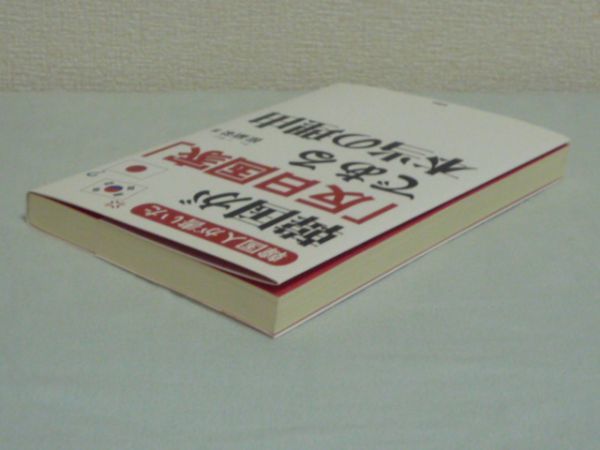 韓国人が書いた
韓国が
「反日国家」
である
本当の理由